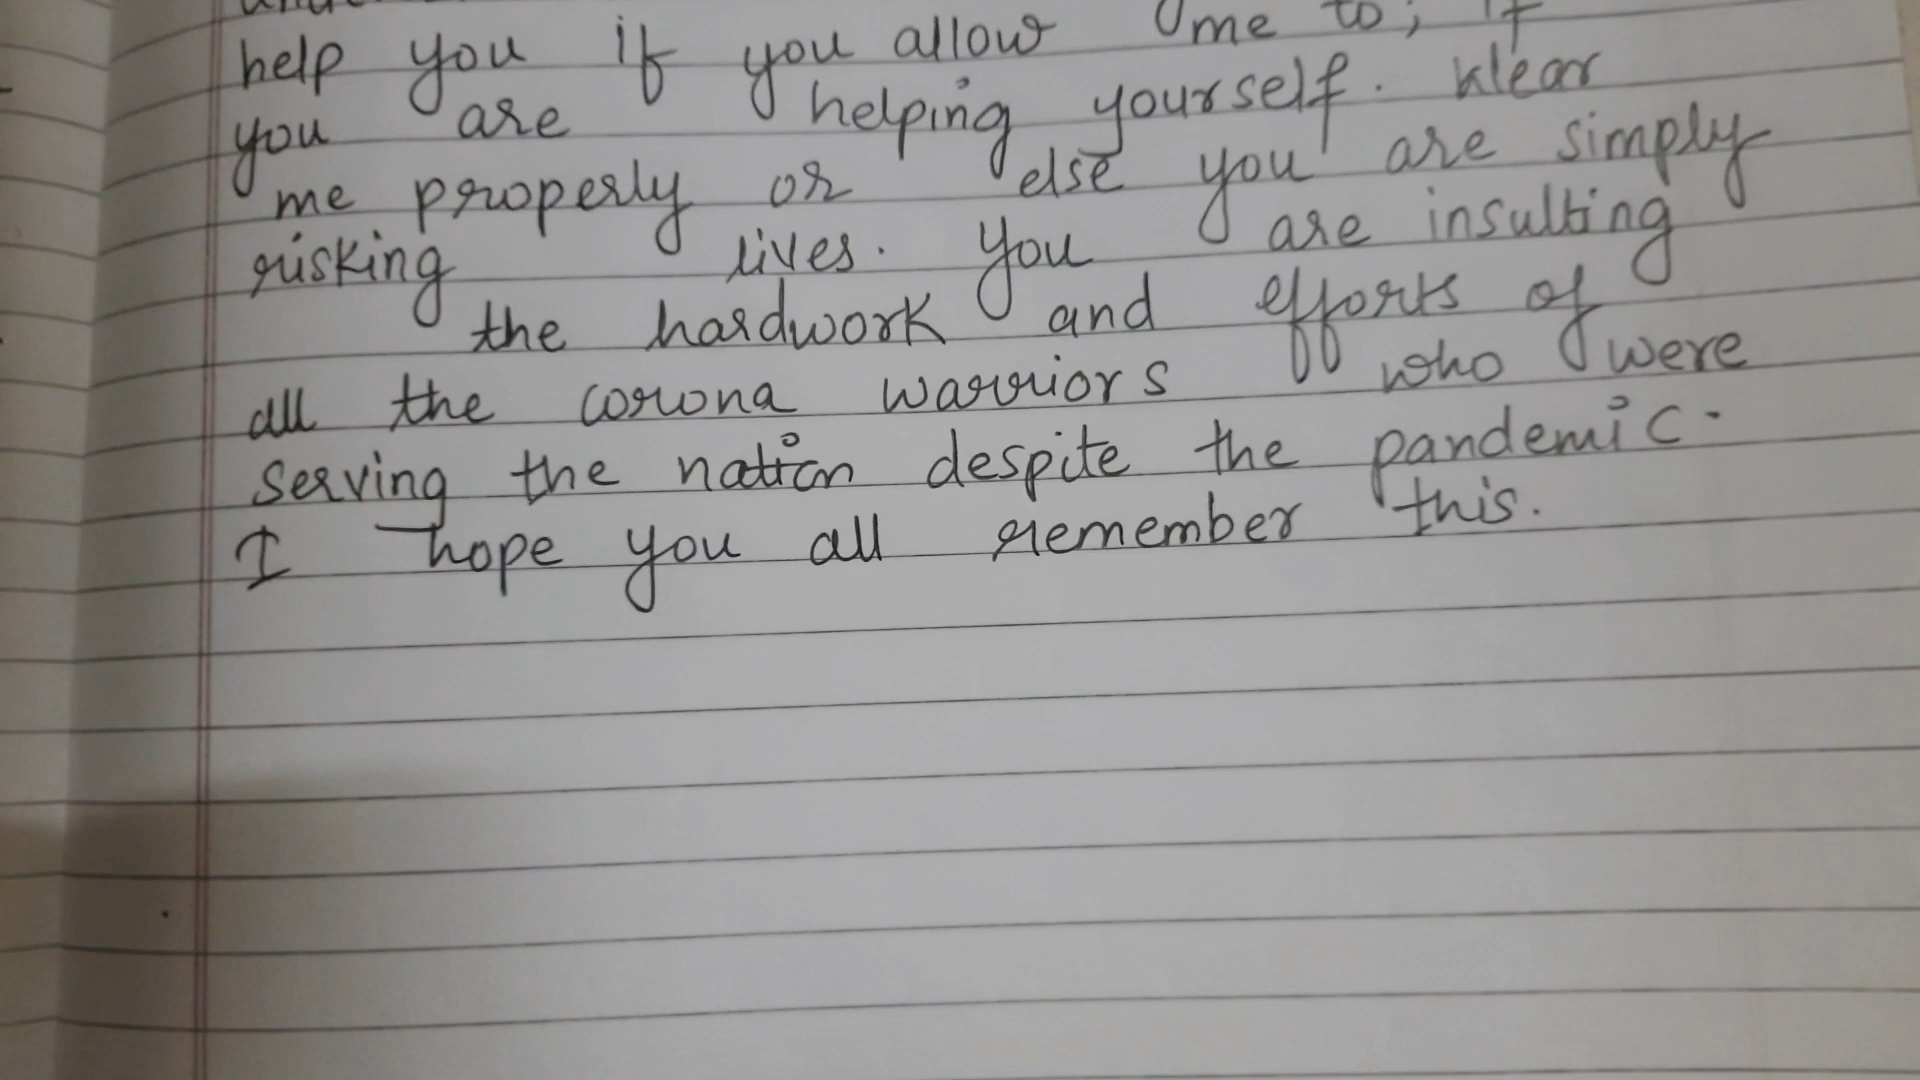 help you if you allow me to; if
you are helping yourself. Wear
me properly or else you are simply
risking lives. You are insulting
the hardwork and efforts of
all the corona warriors who were
serving the nation despite the pandemic.
I hope you all remember this.